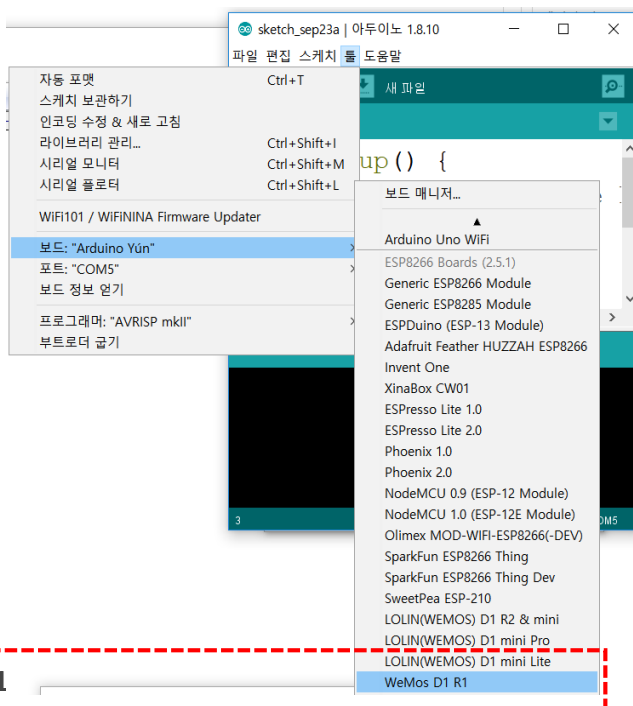 sketch_sep23a | 아두이노 1.8.10
파일 편집 스케치 툴 도움말
새 파일
자동 포맷 Ctrl+T
스케치 보관하기
인코딩 수정 & 새로 고침
라이브러리 관리... Ctrl+Shift+I
시리얼 모니터 Ctrl+Shift+M
시리얼 플로터 Ctrl+Shift+L
WiFi101 / WiFiNINA Firmware Updater
보드: "Arduino Yún"
포트: "COM5"
보드 정보 얻기
프로그래머: "AVRISP mkII"
부트로더 굽기
up() {
보드 매니저...
Arduino Uno WiFi
ESP8266 Boards (2.5.1)
Generic ESP8266 Module
Generic ESP8285 Module
ESPDuino (ESP-13 Module)
Adafruit Feather HUZZAH ESP8266
Invent One
XinaBox CW01
ESPresso Lite 1.0
ESPresso Lite 2.0
Phoenix 1.0
Phoenix 2.0
NodeMCU 0.9 (ESP-12 Module)
NodeMCU 1.0 (ESP-12E Module)
Olimex MOD-WIFI-ESP8266(-DEV)
SparkFun ESP8266 Thing
SparkFun ESP8266 Thing Dev
SweetPea ESP-210
LOLIN(WEMOS) D1 R2 & mini
LOLIN(WEMOS) D1 mini Pro
LOLIN(WEMOS) D1 mini Lite
WeMos D1 R1
3
OM5
1